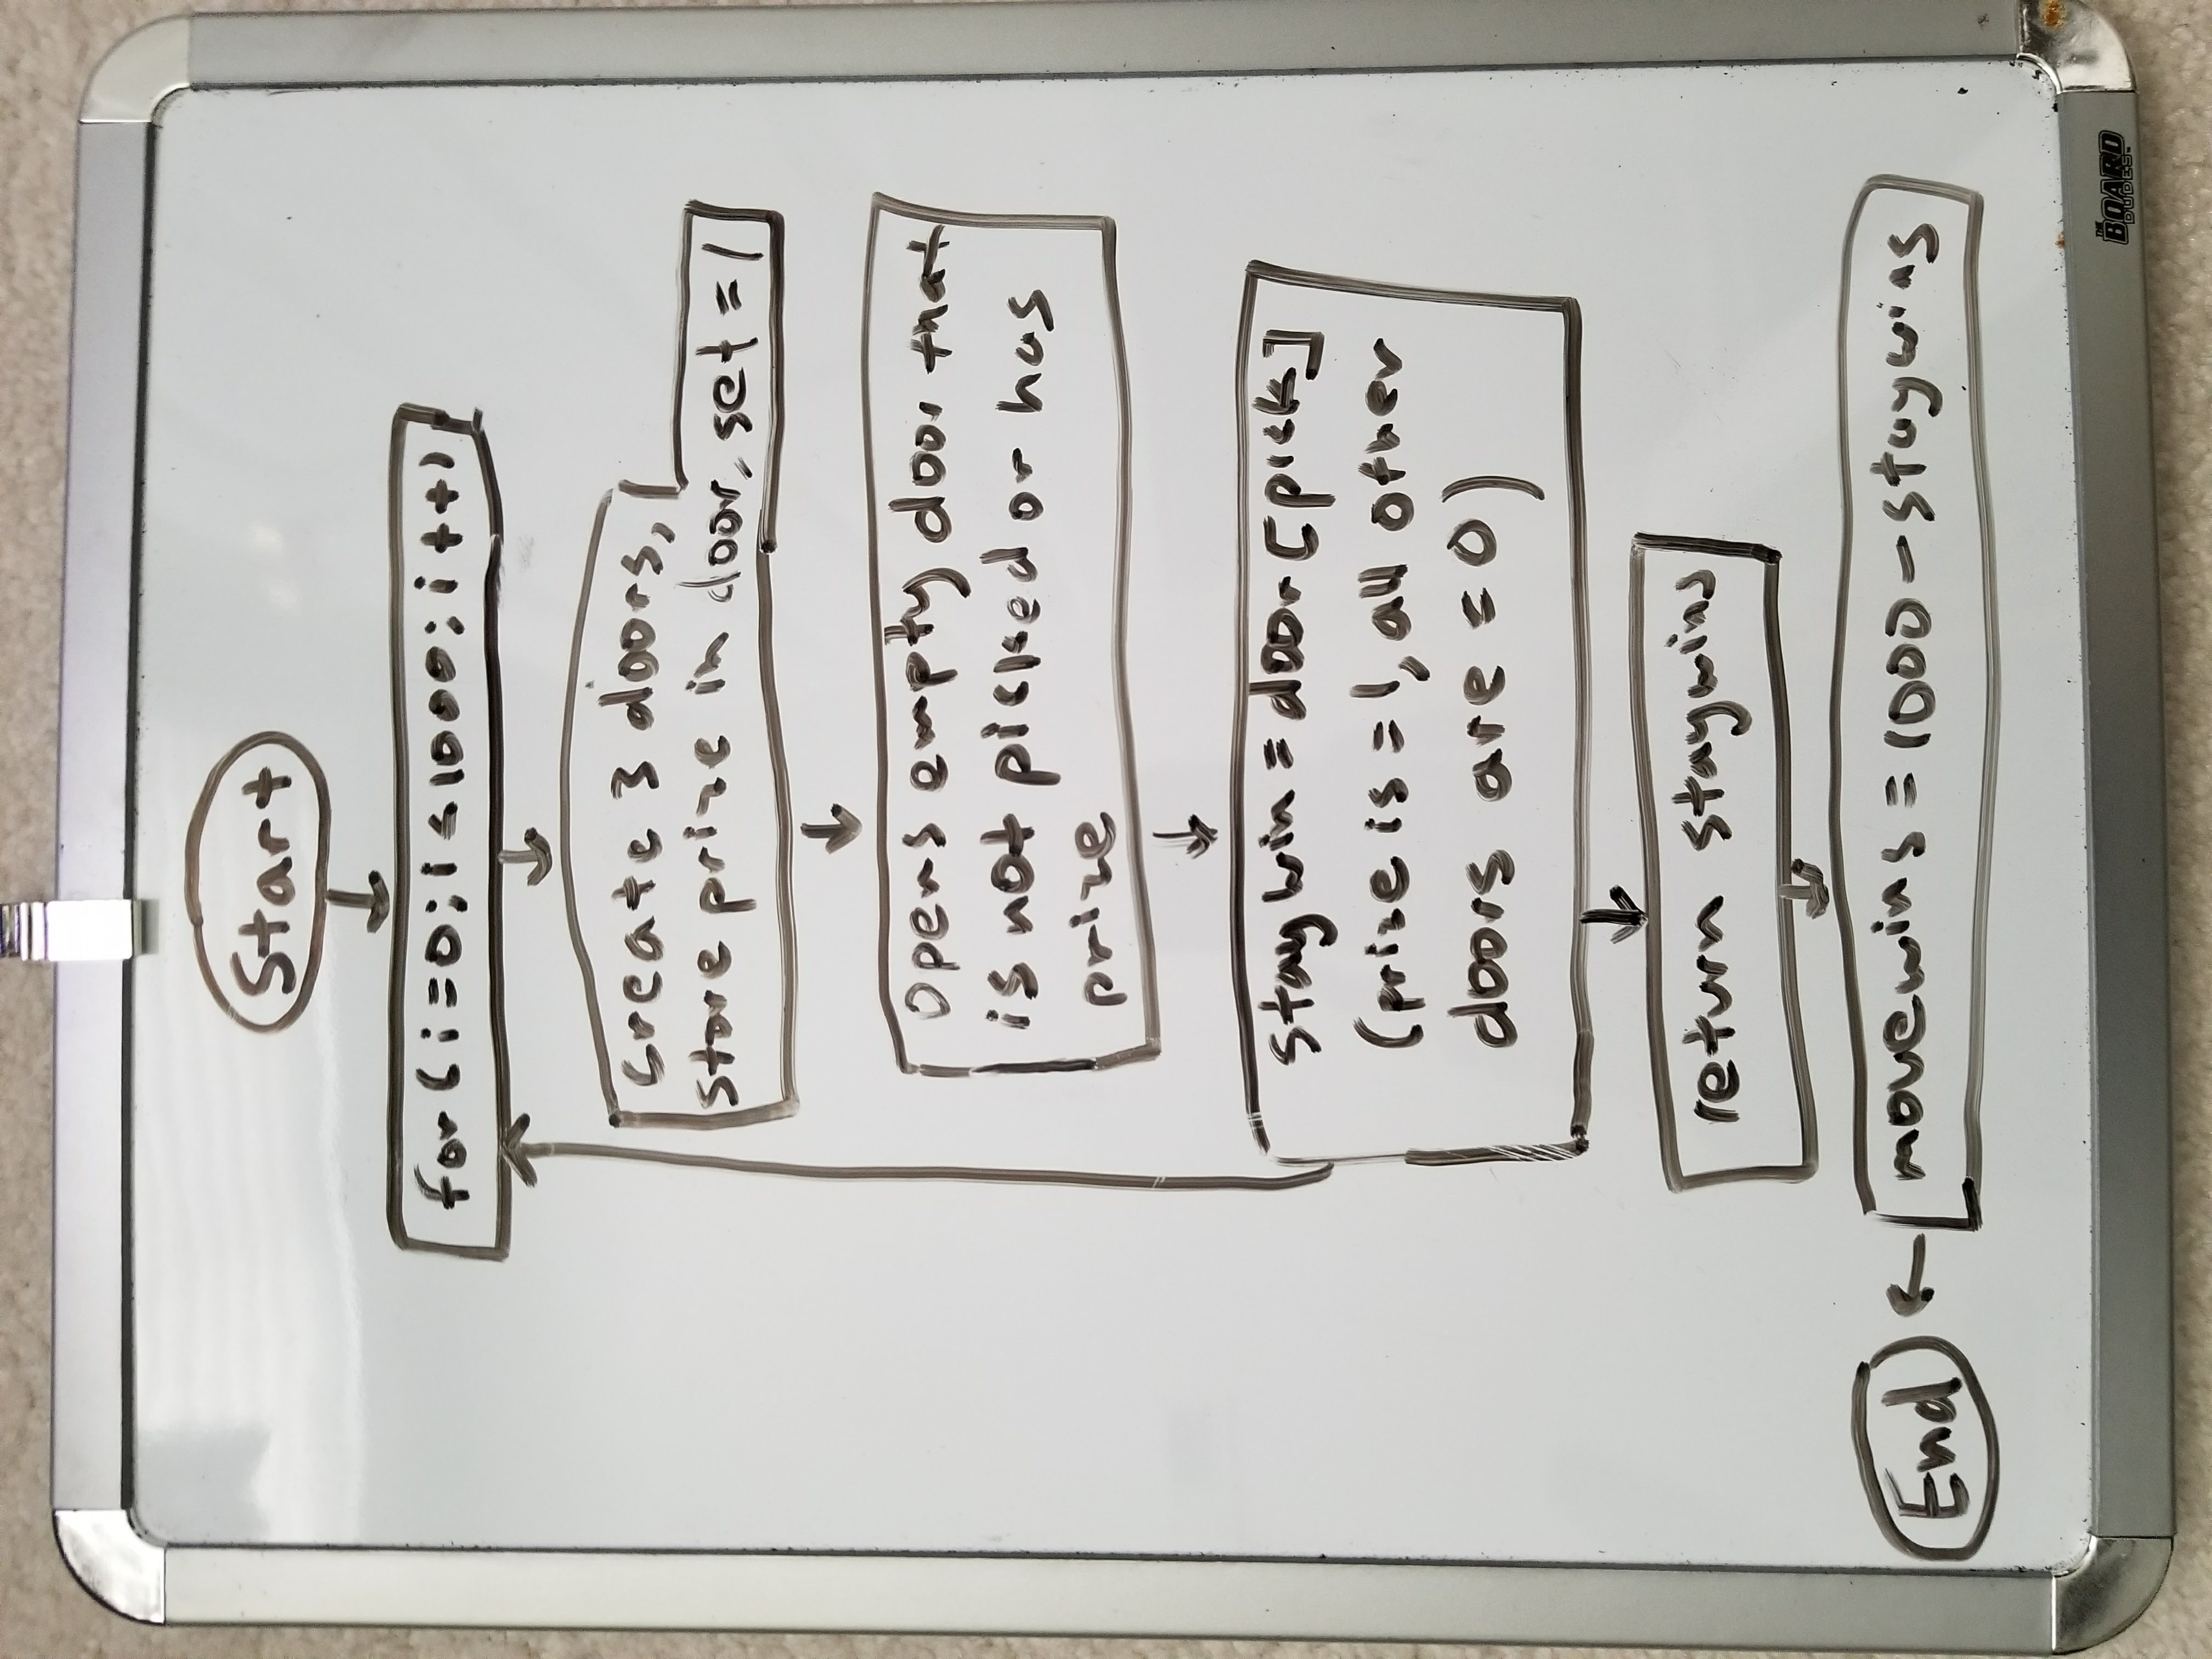 Start
for(i=0;i<1000;i++)
create 3 doors,
store prize in door, set=1
opens empty door that
is not picked or has
prize
staywin=door[pick]
(prize is=1, all other
doors are=0)
return staywins
movewins=1000-staywins
End
THE
BOARD
DUDES